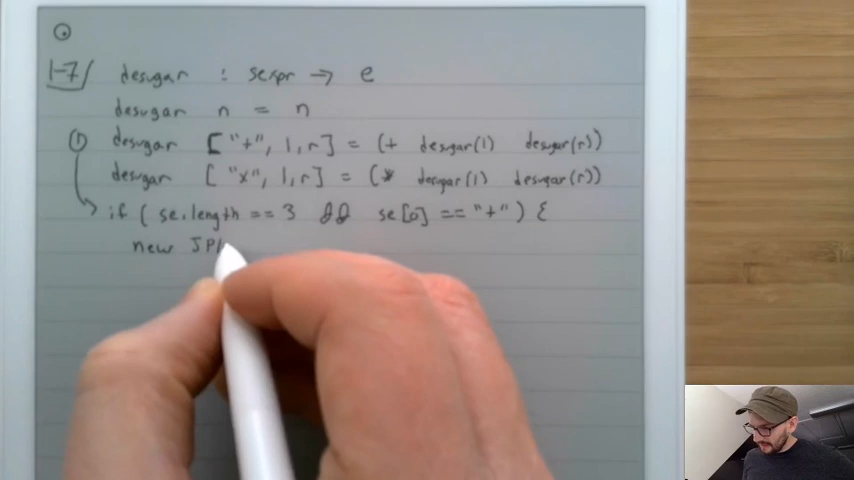 1-7/ desugar : sexpr → e
desugar n = n
① desugar ["+", l, r] = (+ desugar(l) desugar(r))
desugar ["x", l, r] = (* desugar(l) desugar(r))
if (se.length == 3 && se[0] == "+") {
new JPl